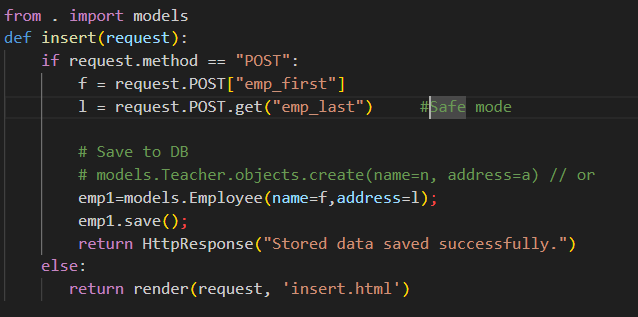 from . import models
def insert(request):
    if request.method == "POST":
        f = request.POST["emp_first"]
        l = request.POST.get("emp_last")     #Safe mode

        # Save to DB
        # models.Teacher.objects.create(name=n, address=a) // or
        emp1=models.Employee(name=f,address=l);
        emp1.save();
        return HttpResponse("Stored data saved successfully.")
    else:
       return render(request, 'insert.html')